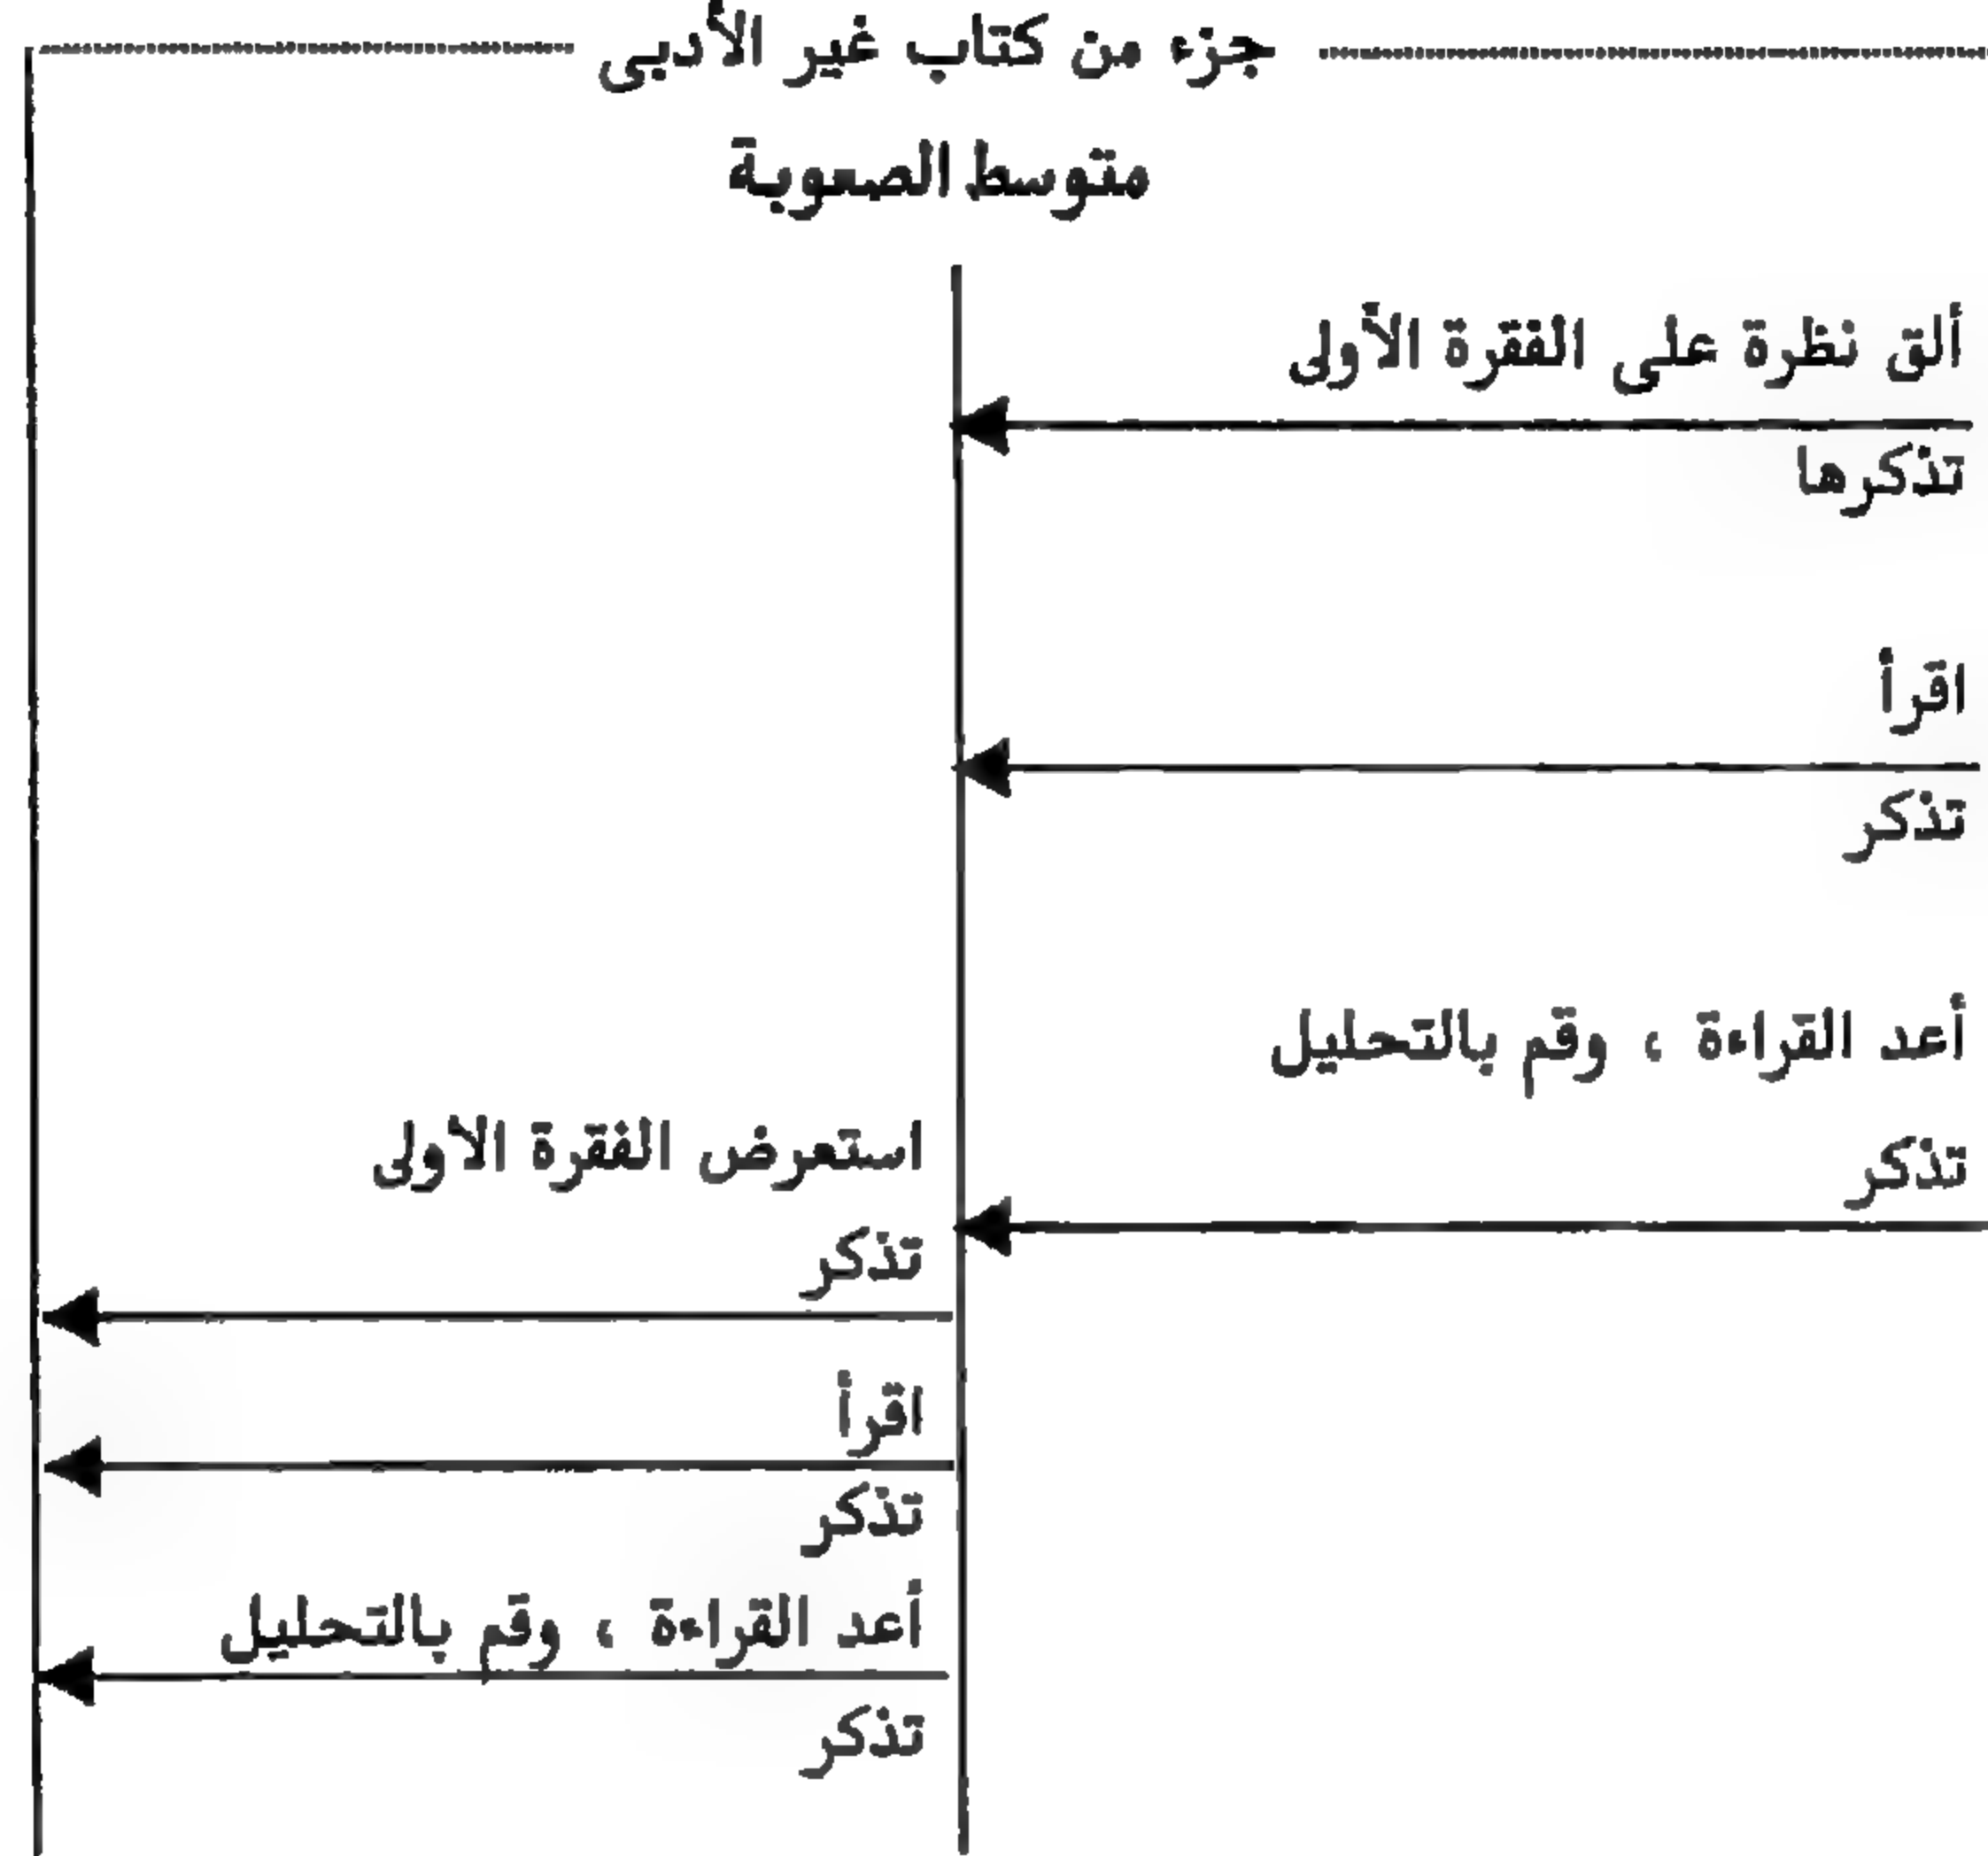 جزء من كتاب غير الأدبى
متوسط الصعوبة
ألق نظرة على الفقرة الأولى
تذكرها
اقرأ
تذكر
أعد القراءة ، وقم بالتحليل
تذكر
استعرض الفقرة الأولى
تذكر
اقرأ
تذكر
أعد القراءة ، وقم بالتحليل
تذكر